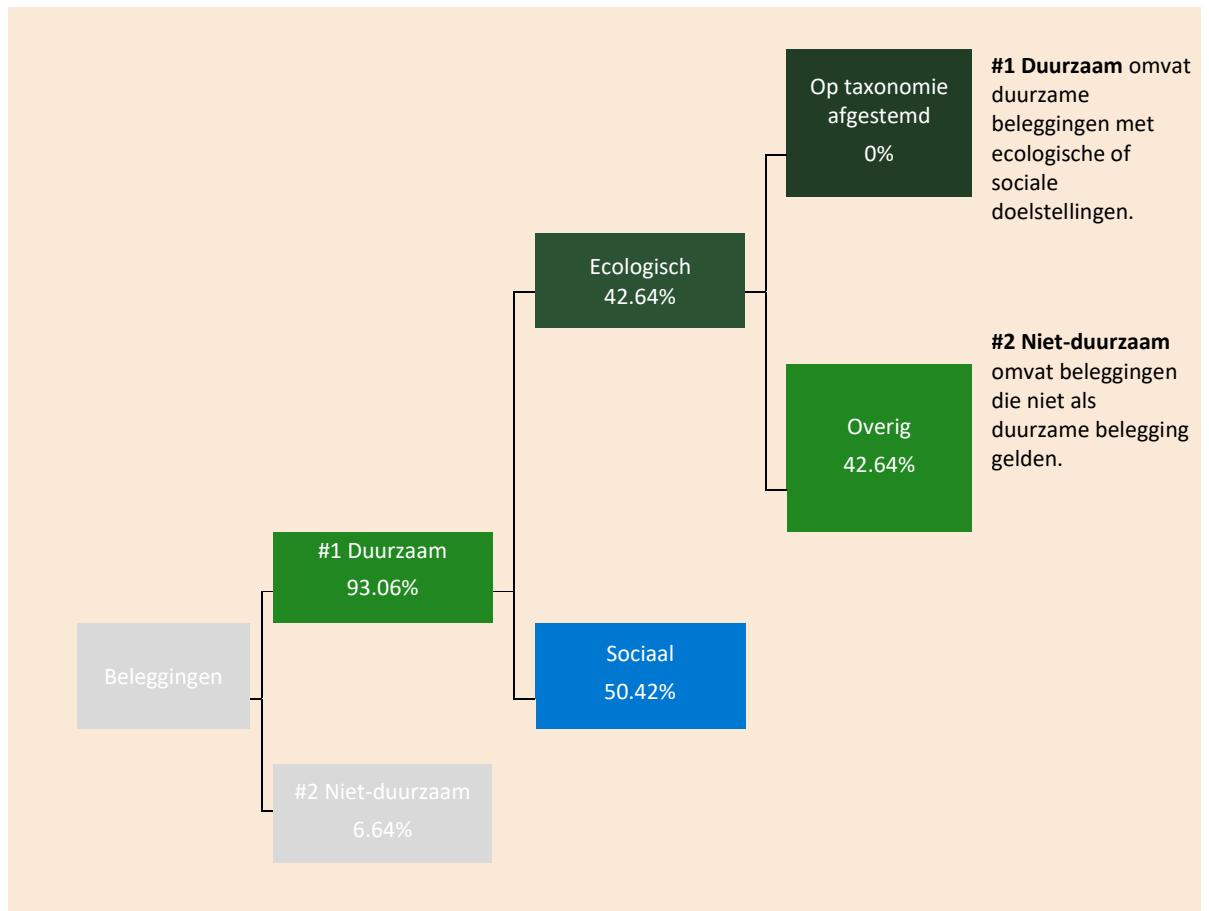 Op taxonomie
afgestemd
0%
#1 Duurzaam omvat
duurzame
beleggingen met
ecologische of
sociale
doelstellingen.
Ecologisch
42.64%
#2 Niet-duurzaam
omvat beleggingen
die niet als
duurzame belegging
gelden.
Overig
42.64%
#1 Duurzaam
93.06%
Sociaal
50.42%
Beleggingen
#2 Niet-duurzaam
6.64%